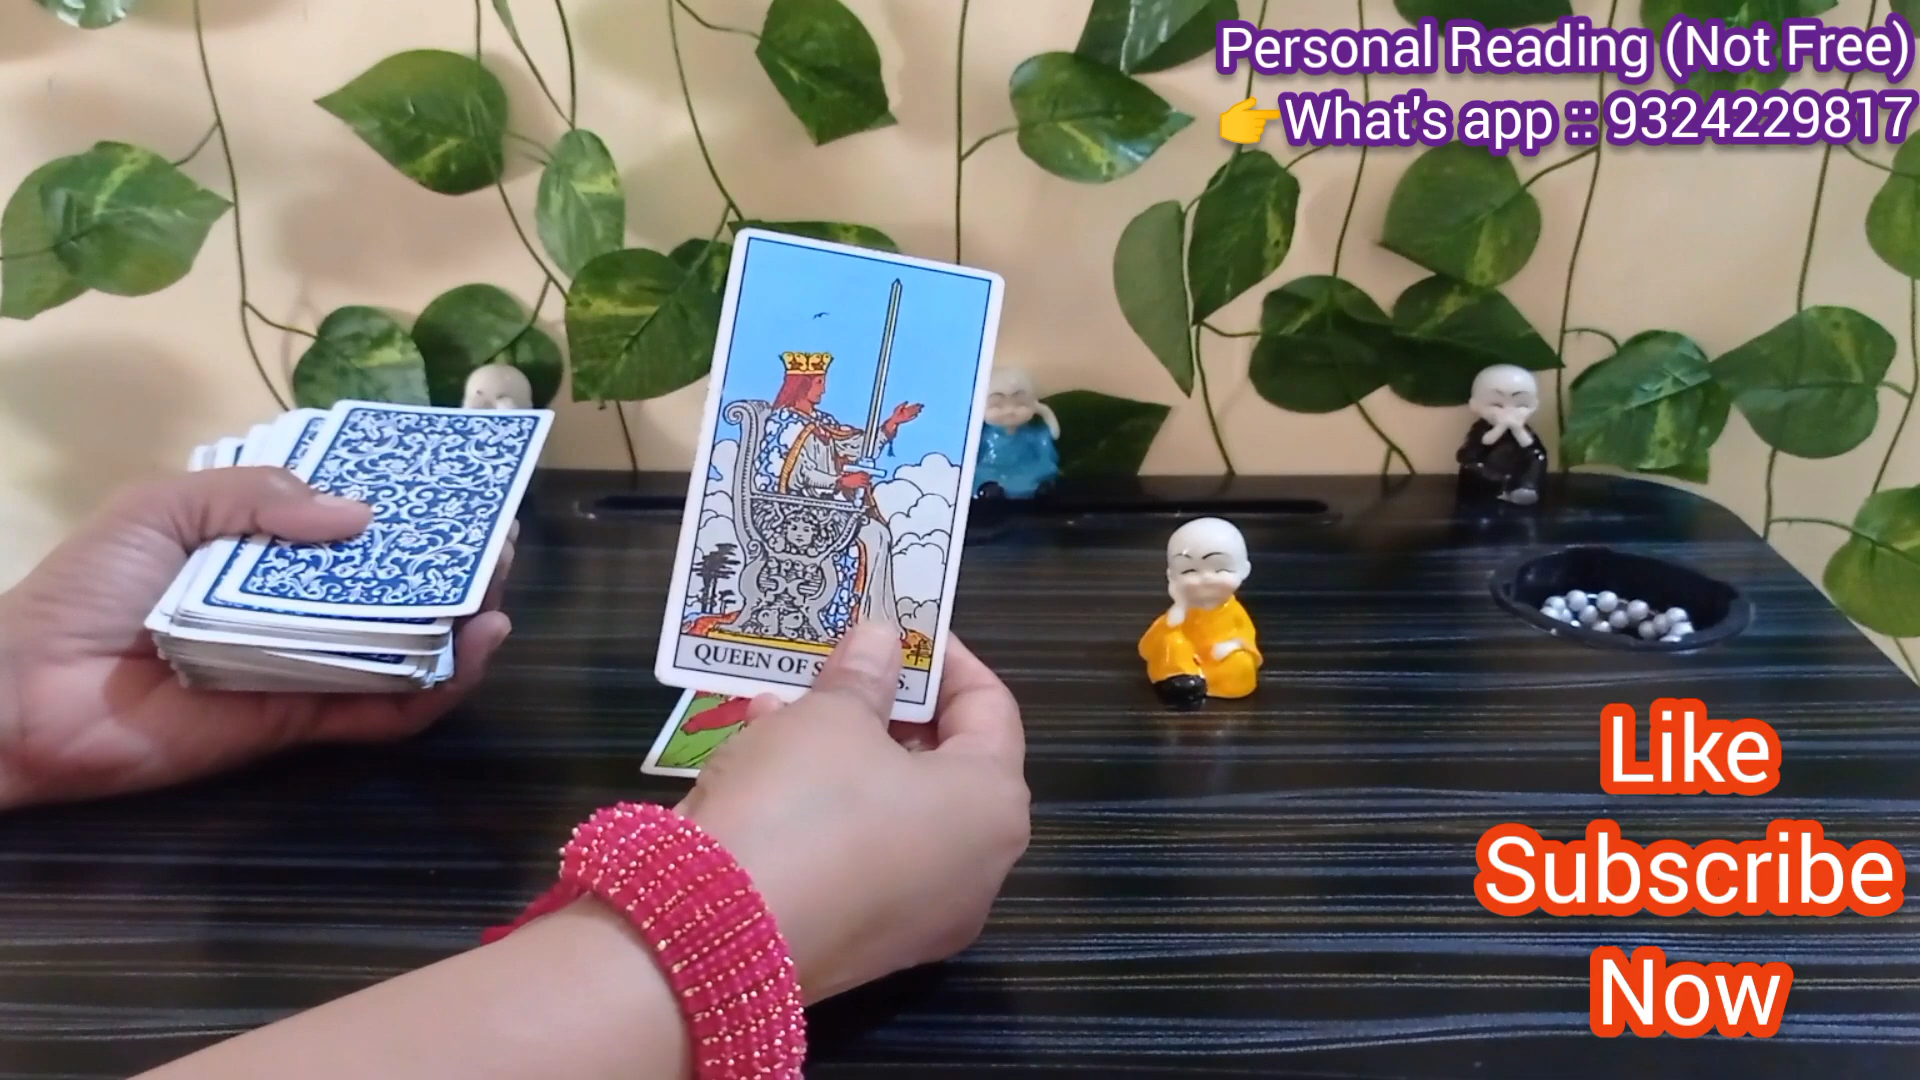 Personal Reading (Not Free)
👉What's app :: 9324229817
QUEEN OF S
S.
Like
Subscribe
Now